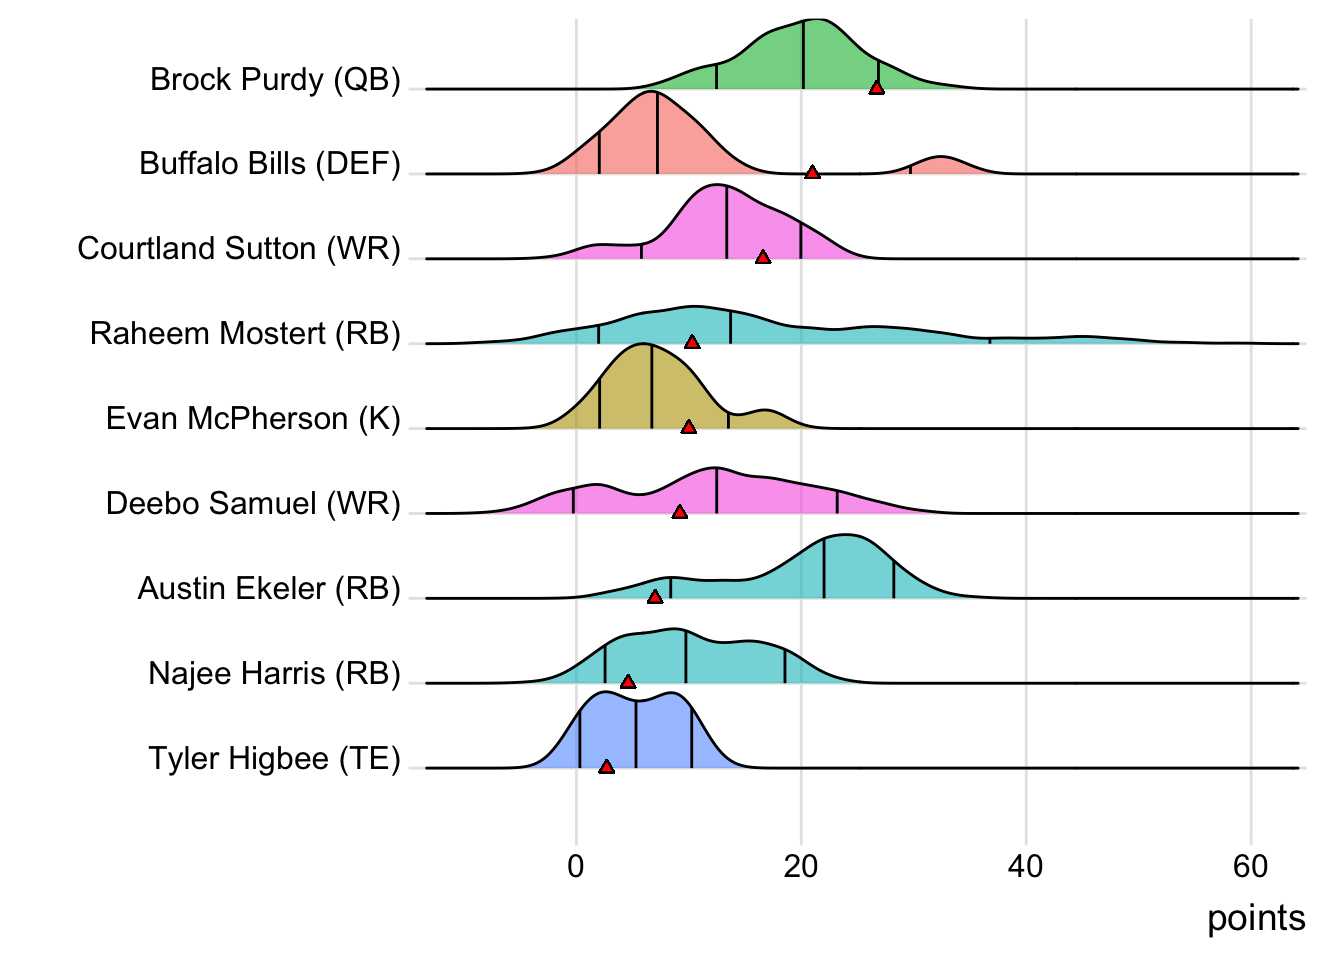 Brock Purdy (QB)
Buffalo Bills (DEF)
Courtland Sutton (WR)
Raheem Mostert (RB)
Evan McPherson (K)
Deebo Samuel (WR)
Austin Ekeler (RB)
Najee Harris (RB)
Tyler Higbee (TE)
0 20 40 60
points